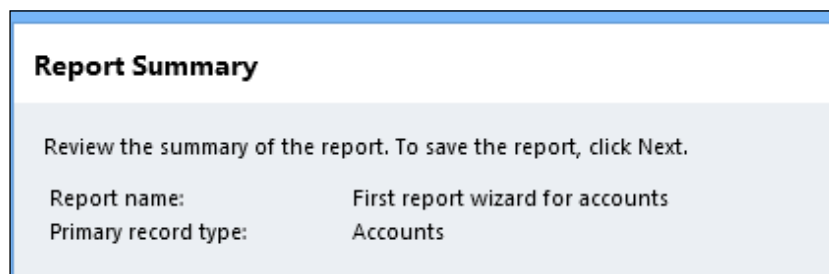 Report Summary
Review the summary of the report. To save the report, click Next.
Report name: First report wizard for accounts
Primary record type: Accounts